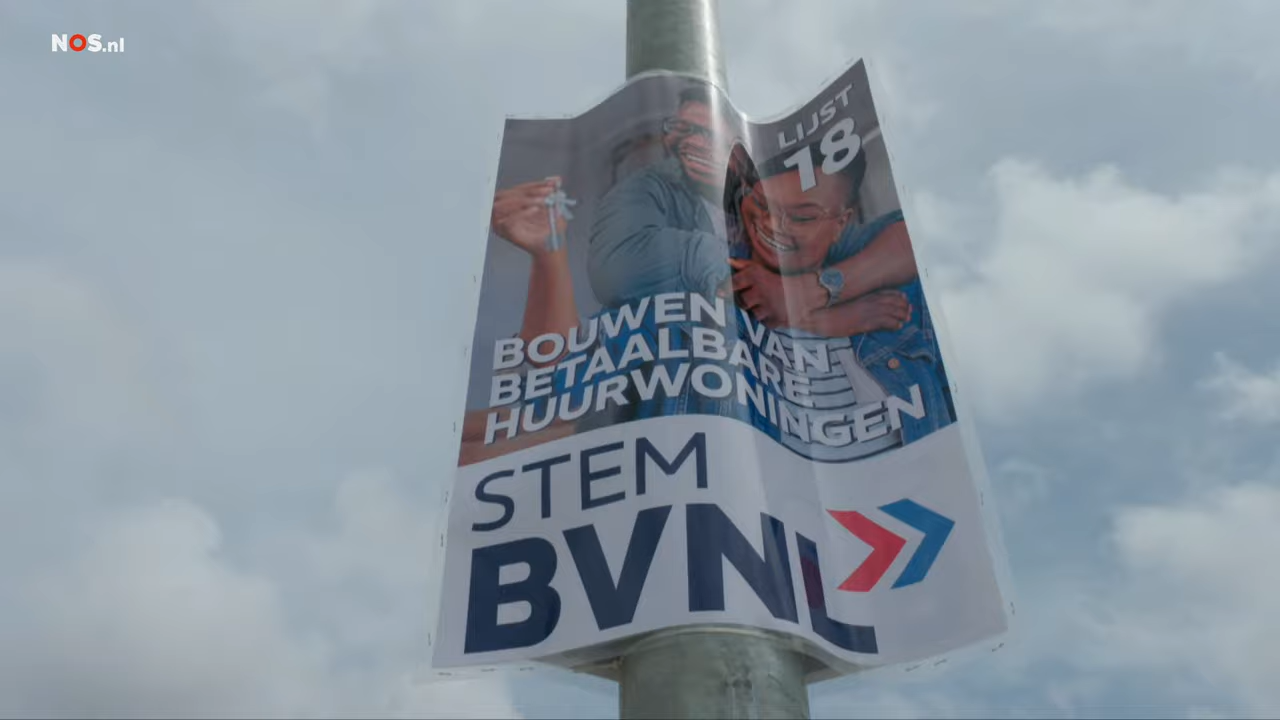 NOS.nl
LIJST
18
BOUWEN VAN
BETAALBARE
HUURWONINGEN
STEM
BVNL